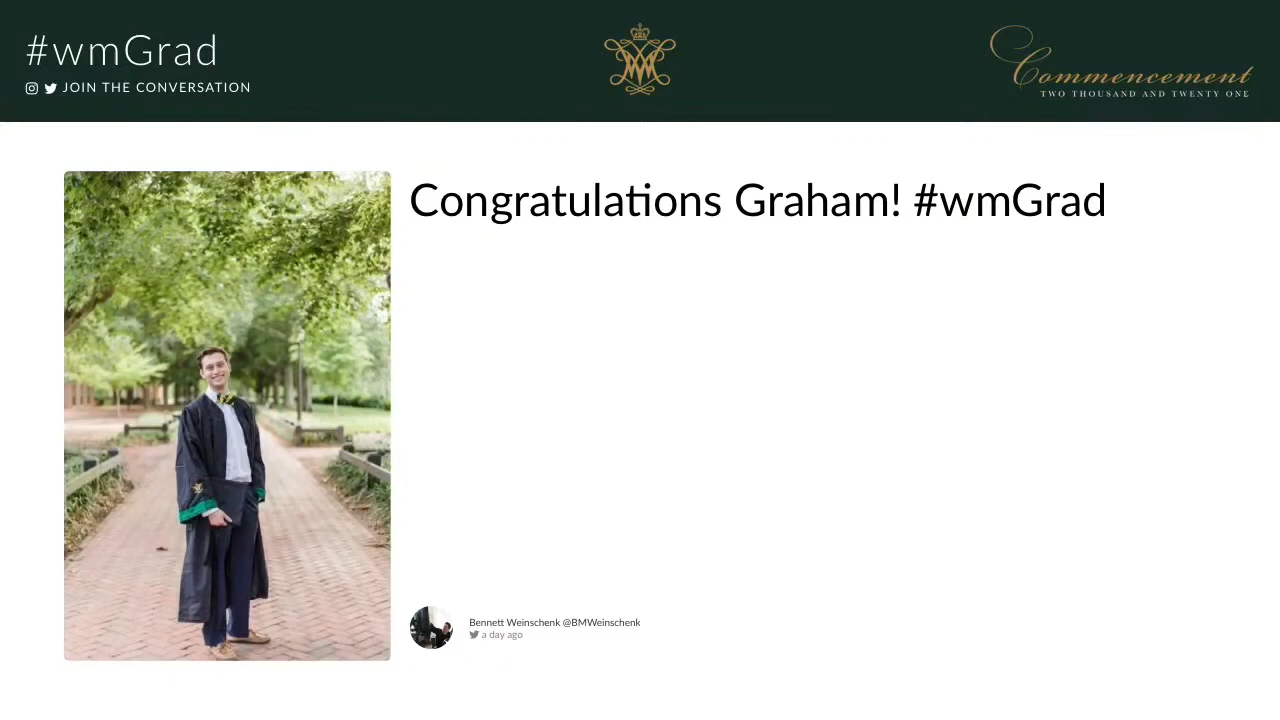 #wmGrad
JOIN THE CONVERSATION
Commencement
TWO THOUSAND AND TWENTY ONE
Congratulations Graham! #wmGrad
Bennett Weinschenk @BMWeinschenk
a day ago